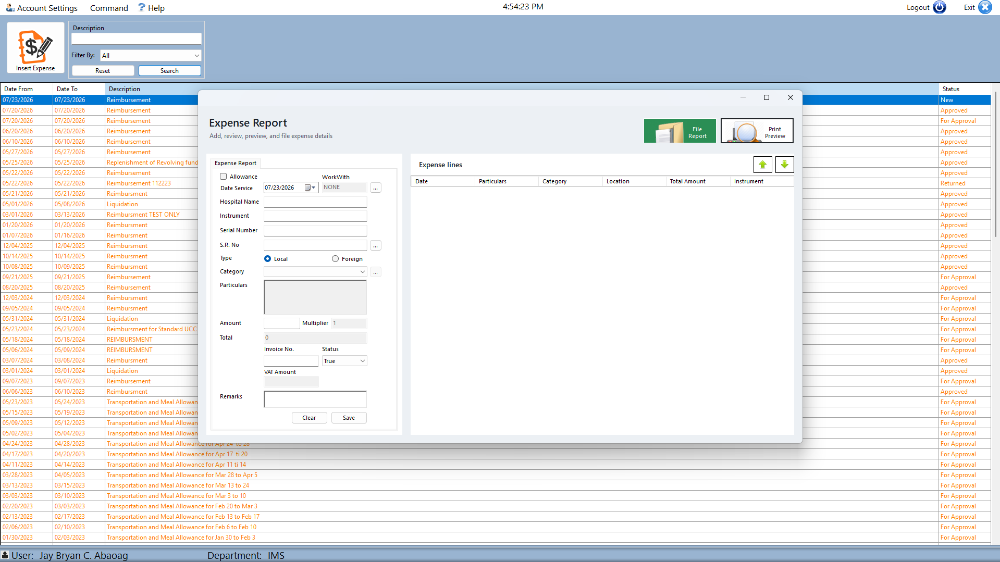 Account Settings Command ? Help 4:54:23 PM Logout Exit
Insert Expense
Description
Filter By: All
Reset Search
Date From Date To Description Status
07/23/2026 07/23/2026 Reimbursement New
07/20/2026 07/20/2026 Reimbursement Approved
07/20/2026 07/20/2026 Reimbursement For Approval
06/20/2026 06/20/2026 Reimbursement Approved
06/10/2026 06/10/2026 Reimbursement Approved
05/27/2026 05/27/2026 Reimbursement Approved
05/25/2026 05/25/2026 Replenishment of Revolving fund Approved
05/22/2026 05/22/2026 Reimbursement Approved
05/22/2026 05/22/2026 Reimbursement 112223 Returned
05/21/2026 05/21/2026 Reimbursment Approved
05/01/2026 05/08/2026 Liquidation Approved
03/01/2026 03/13/2026 Reimbursment TEST ONLY Approved
01/20/2026 01/20/2026 Reimbursment Approved
01/07/2026 01/16/2026 Reimbursment Approved
12/04/2025 12/04/2025 Reimbursment Approved
10/14/2025 10/14/2025 Reimbursment Approved
10/08/2025 10/09/2025 Reimbursment Approved
09/21/2025 09/21/2025 Reimbursement For Approval
08/20/2025 08/20/2025 Reimbursment Approved
12/03/2024 12/03/2024 Reimbursment For Approval
09/05/2024 09/05/2024 Reimbursment For Approval
05/31/2024 05/31/2024 Liquidation For Approval
05/23/2024 05/23/2024 Reimbursment for Standard UCC For Approval
05/18/2024 05/18/2024 REIMBURSMENT For Approval
05/06/2024 05/09/2024 REIMBURSMENT For Approval
03/07/2024 03/08/2024 Reimbursment Approved
03/01/2024 03/01/2024 Liquidation Approved
09/07/2023 09/07/2023 Reimbursement For Approval
06/06/2023 06/10/2023 Reimbursment Approved
05/23/2023 05/24/2023 Transportation and Meal Allowan For Approval
05/15/2023 05/19/2023 Transportation and Meal Allowan For Approval
05/09/2023 05/12/2023 Transportation and Meal Allowan For Approval
05/02/2023 05/04/2023 Transportation and Meal Allowan For Approval
04/24/2023 04/28/2023 Transportation and Meal Allowance for Apr 24 to 28 For Approval
04/17/2023 04/20/2023 Transportation and Meal Allowance for Apr 17 ti 20 For Approval
04/11/2023 04/14/2023 Transportation and Meal Allowance for Apr 11 ti 14 For Approval
03/28/2023 04/05/2023 Transportation and Meal Allowance for Mar 28 to Apr 5 For Approval
03/13/2023 03/15/2023 Transportation and Meal Allowance for Mar 13 to 24 For Approval
03/03/2023 03/10/2023 Transportation and Meal Allowance for Mar 3 to 10 For Approval
02/20/2023 03/03/2023 Transportation and Meal Allowance for Feb 20 to Mar 3 For Approval
02/13/2023 02/17/2023 Transportation and Meal Allowance for Feb 13 to Feb 17 For Approval
02/06/2023 02/10/2023 Transportation and Meal Allowance for Feb 6 to Feb 10 For Approval
01/30/2023 02/03/2023 Transportation and Meal Allowance for Jan 30 to Feb 3 For Approval
Expense Report
Add, review, preview, and file expense details
File
Report
Print
Preview
Expense Report
Allowance WorkWith
Date Service 07/23/2026 NONE ...
Hospital Name
Instrument
Serial Number
S.R. No ...
Type Local Foreign
Category ...
Particulars
Amount Multiplier 1
Total 0
Invoice No. Status
True
VAT Amount
Remarks
Clear Save
Expense lines
Date Particulars Category Location Total Amount Instrument
User: Jay Bryan C. Abaoag Department: IMS